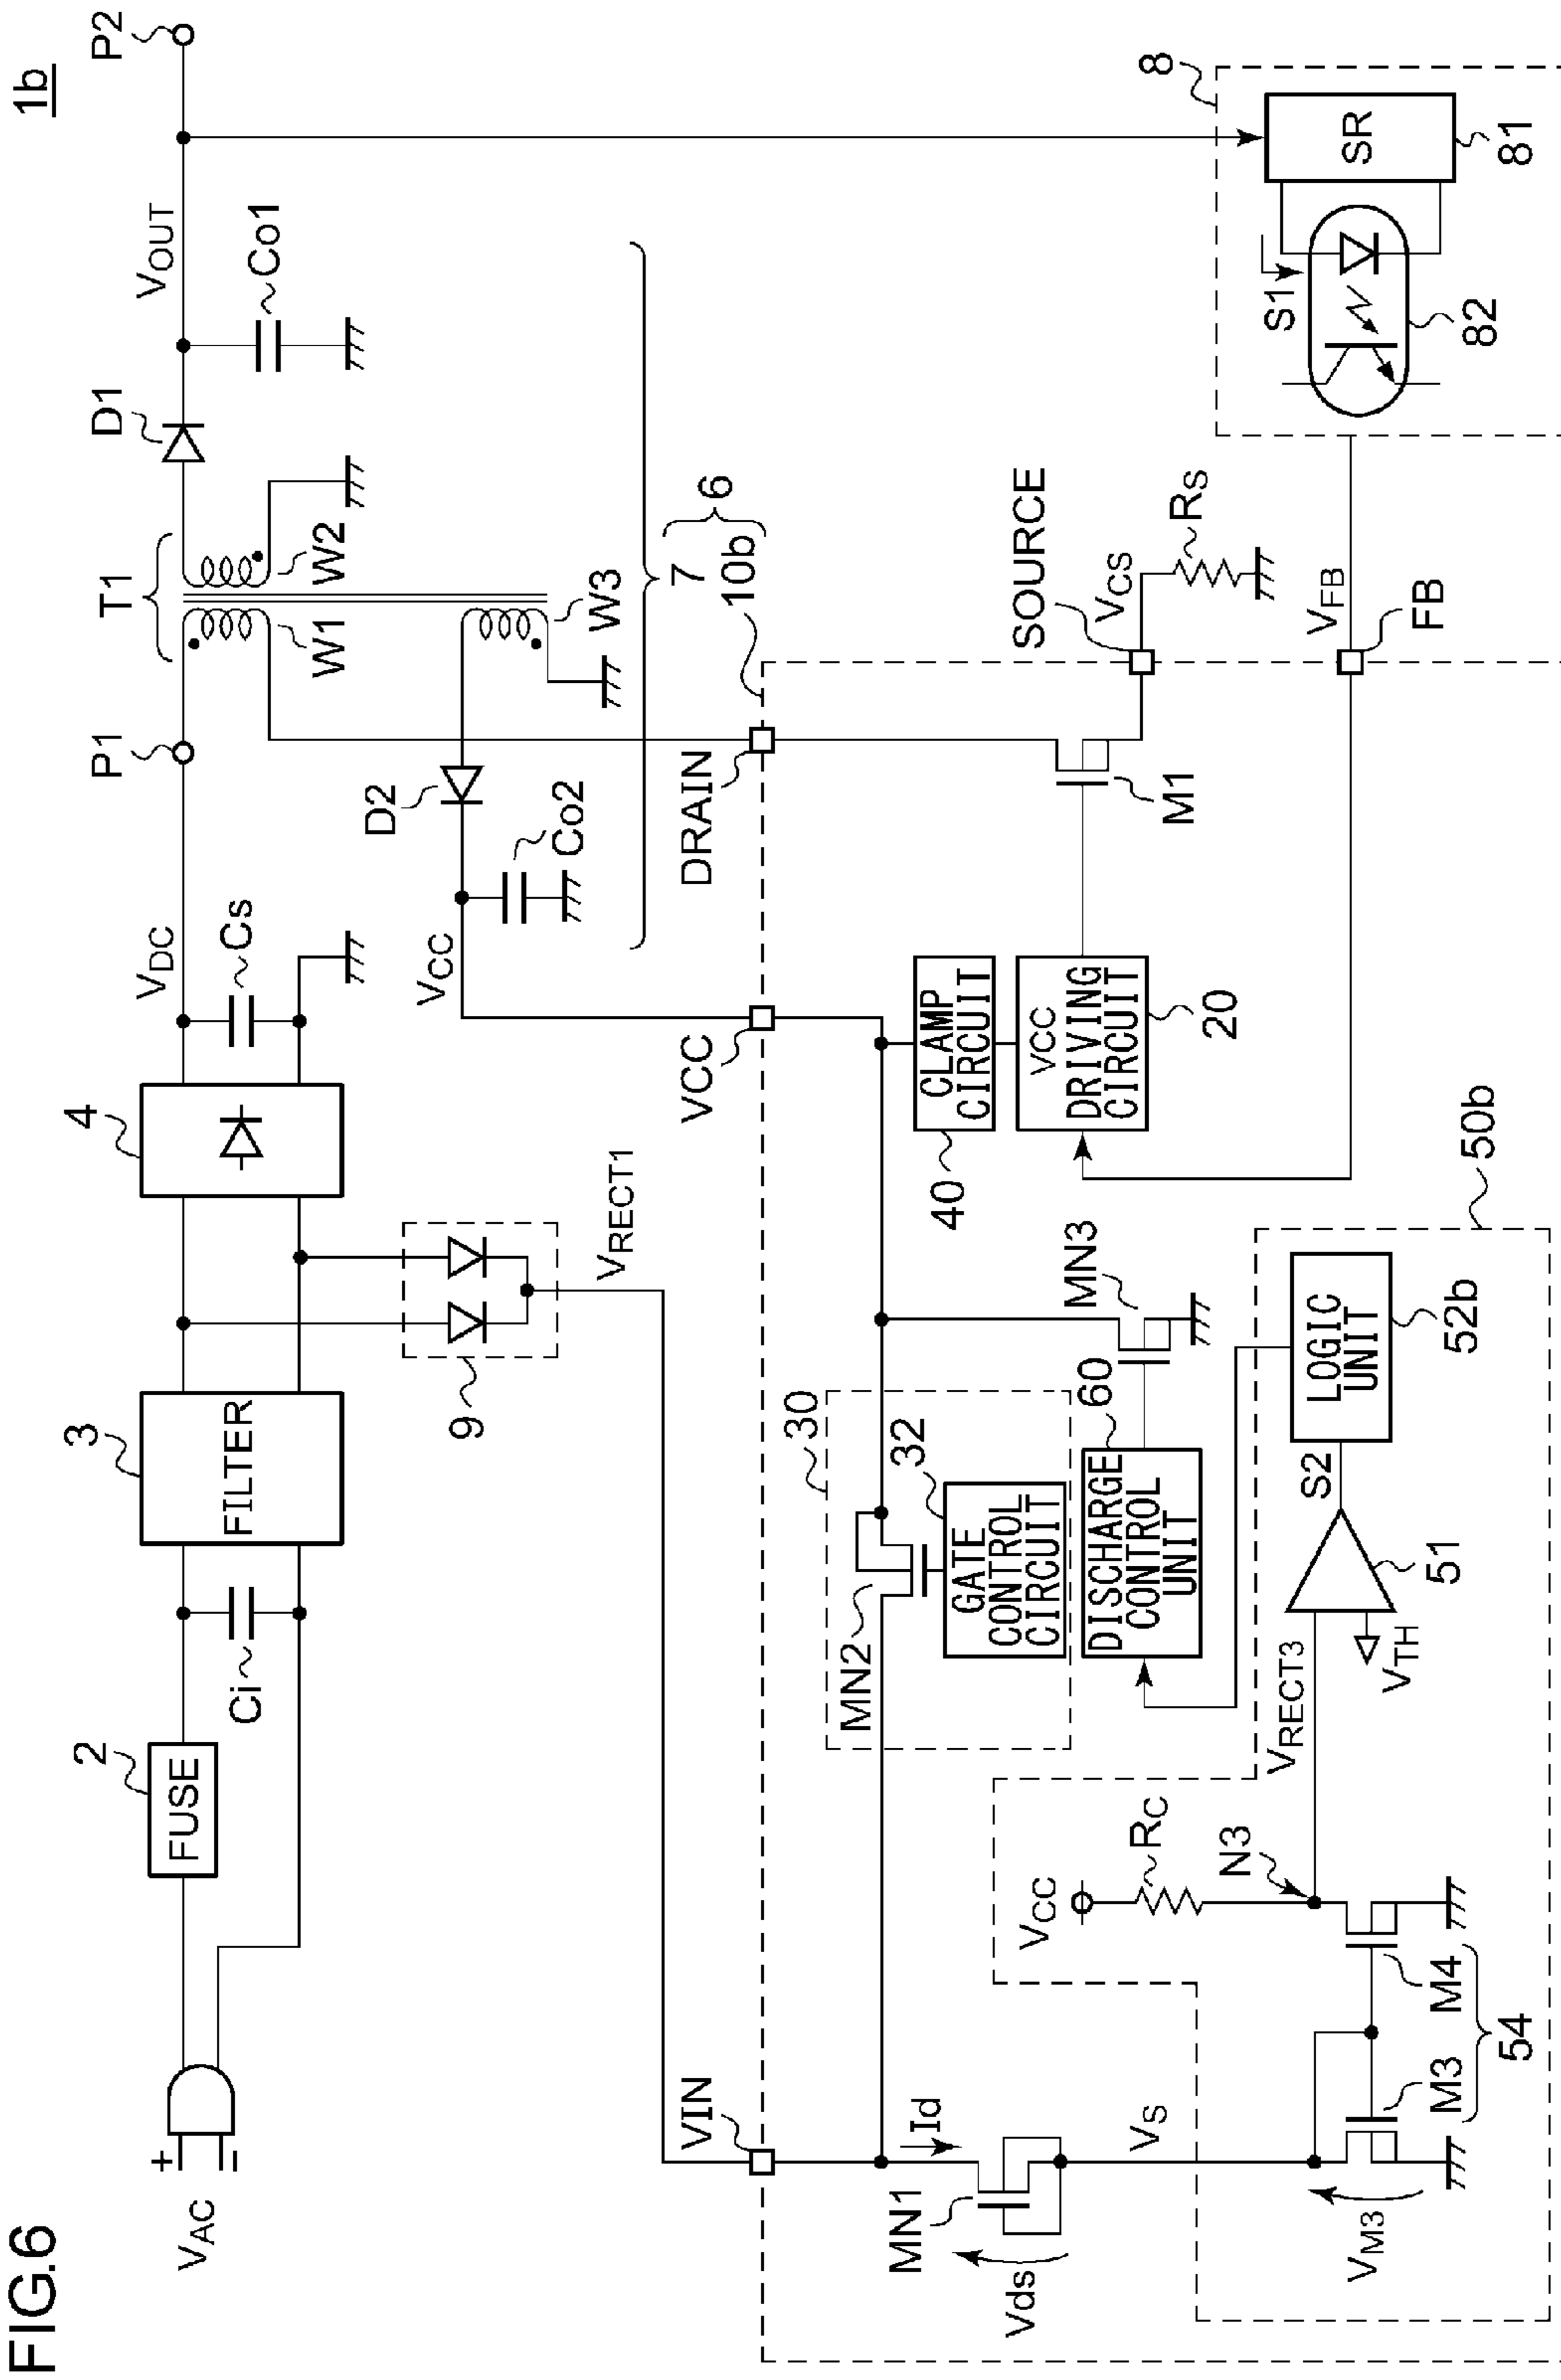 FIG.6
1b
VAC
+
−
2
FUSE
Ci
3
FILTER
4
VDC
Cs
P1
T1
W1
W2
D1
VOUT
Co1
P2
9
VRECT1
VCC
D2
Co2
W3
7
10b
6
VIN
VCC
DRAIN
SOURCE
VCS
RS
8
SR
81
S1
82
VFB
FB
MN1
Id
Vds
VS
MN2
30
32
GATE
CONTROL
CIRCUIT
DISCHARGE
CONTROL
UNIT
60
MN3
40
CLAMP
CIRCUIT
VCC
DRIVING
CIRCUIT
20
M1
VCC
RC
N3
VRECT3
VTH
51
S2
LOGIC
UNIT
52b
50b
VM3
M3
M4
54